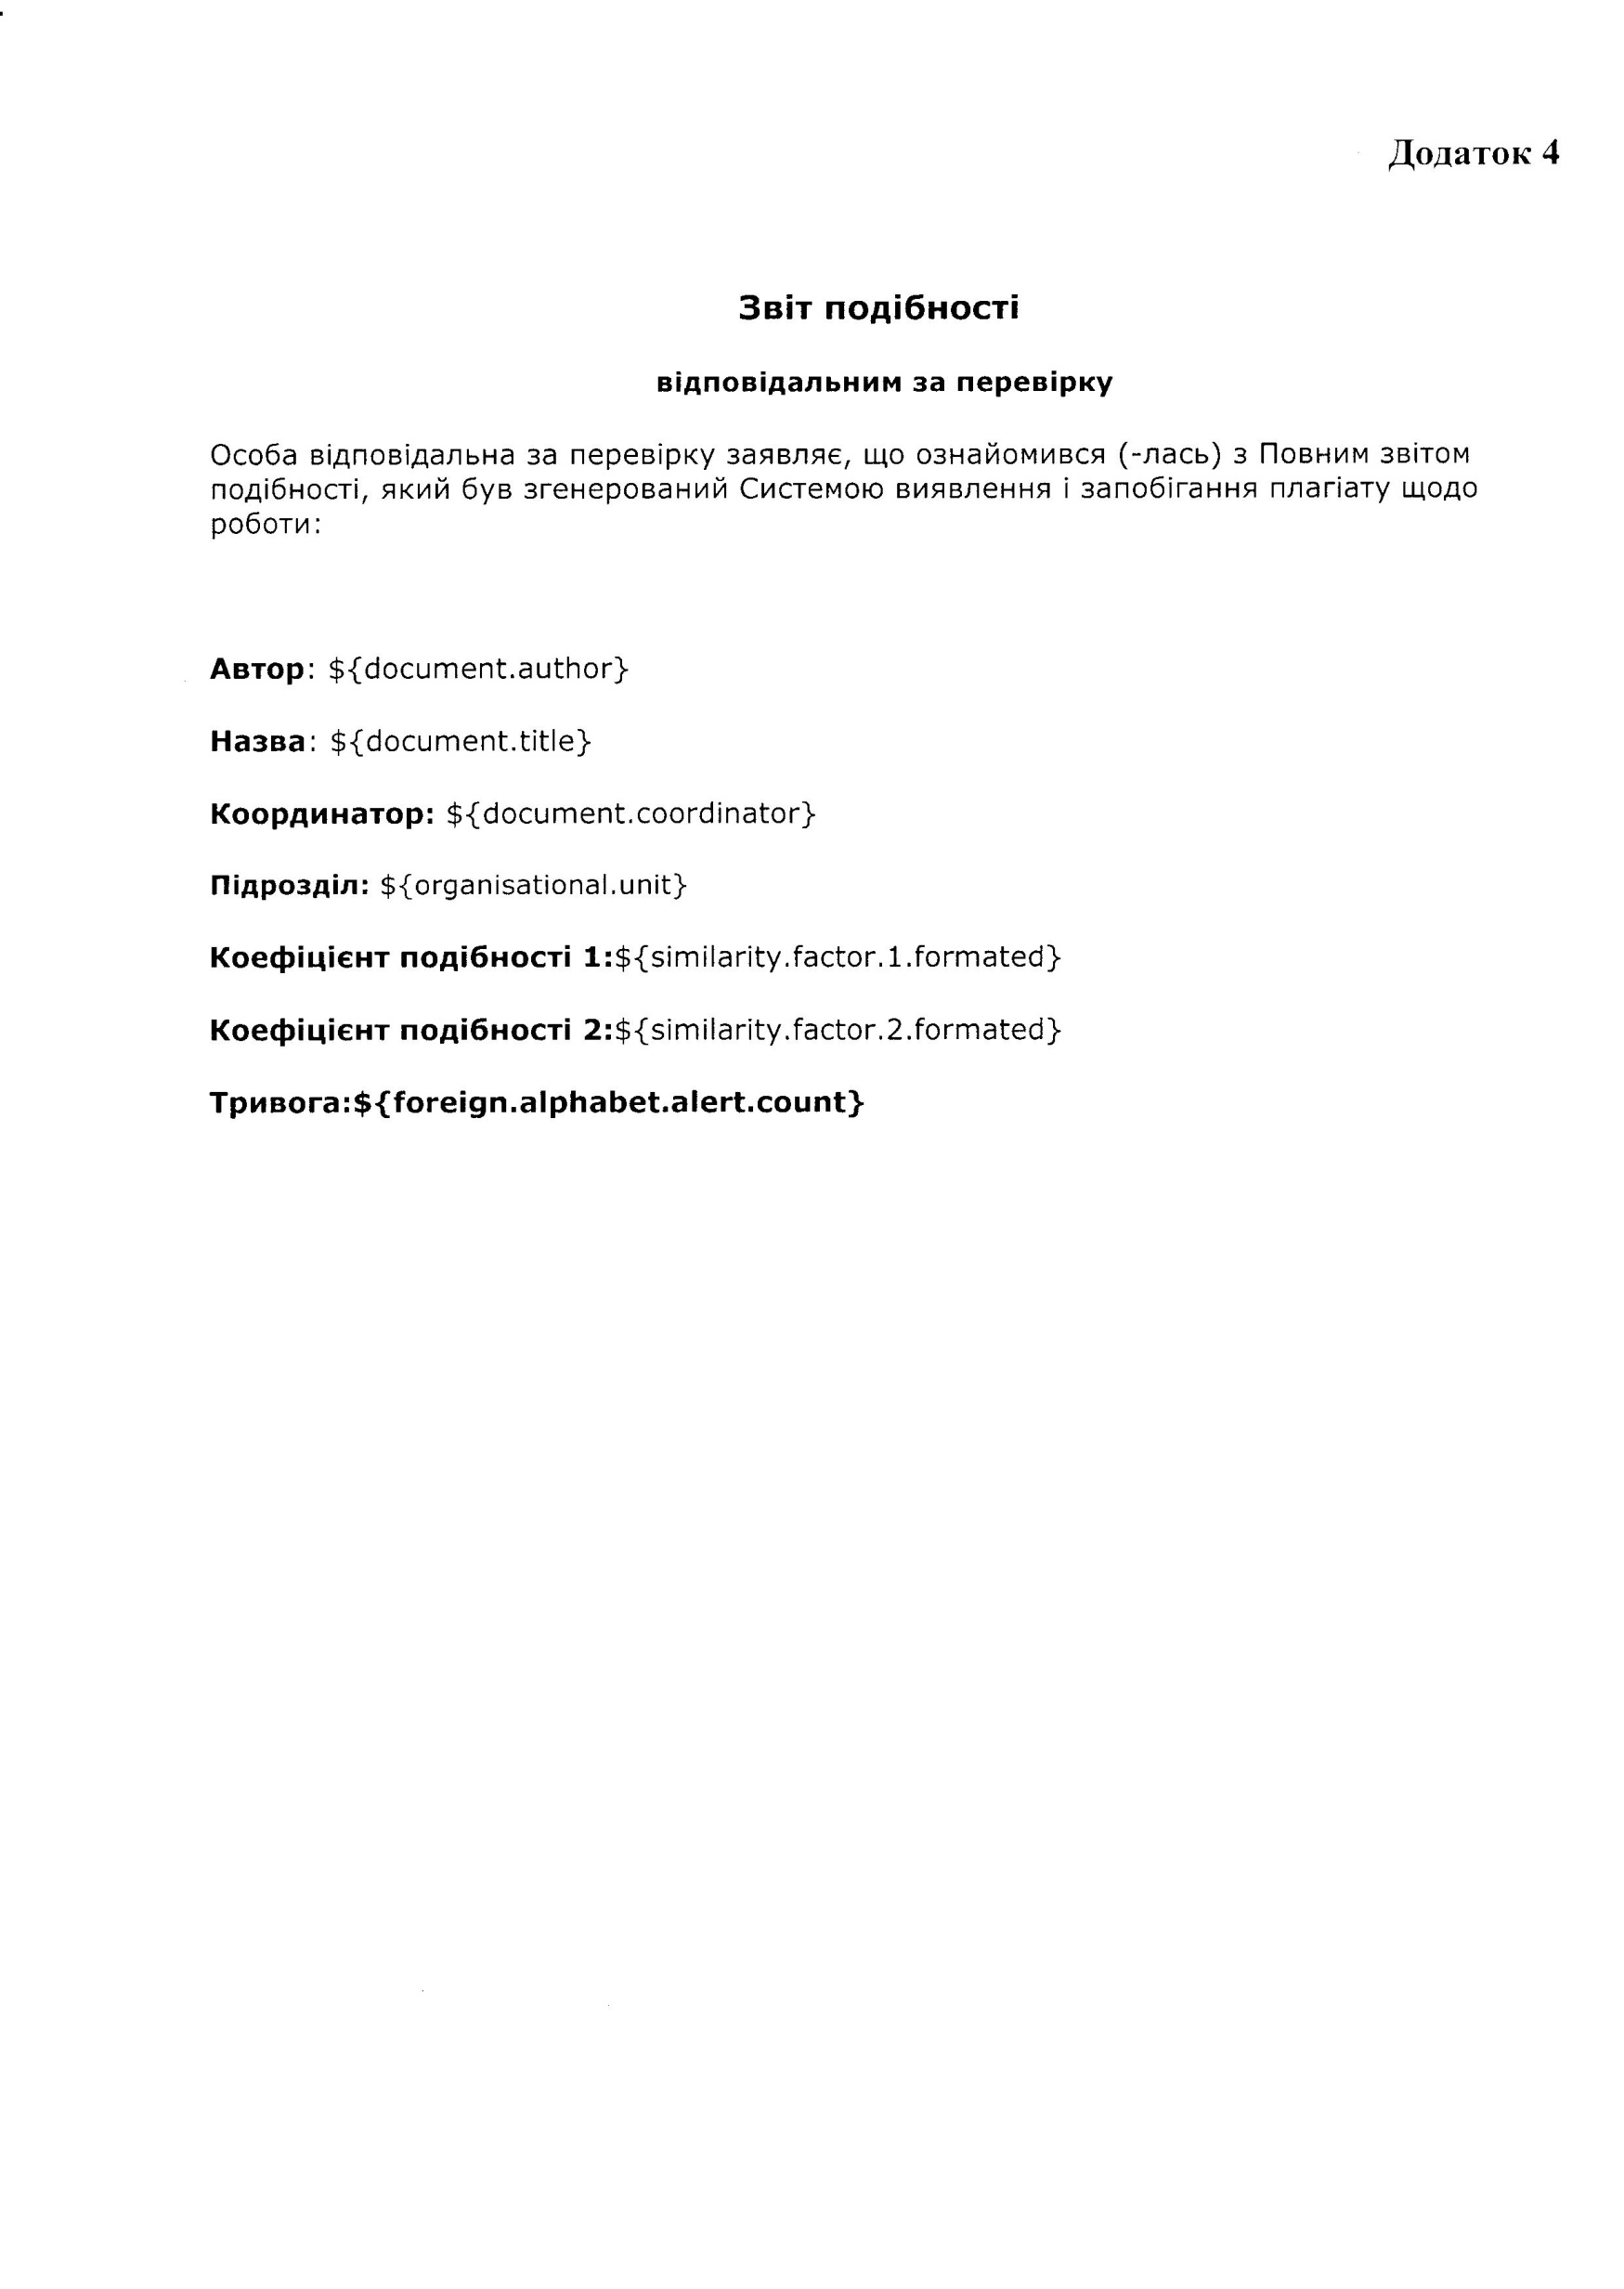 Додаток 4
Звіт подібності
відповідальним за перевірку
Особа відповідальна за перевірку заявляє, що ознайомився (-лась) з Повним звітом
подібності, який був згенерований Системою виявлення і запобігання плагіату щодо
роботи:
Автор: ${document.author}
Назва: ${document.title}
Координатор: ${document.coordinator}
Підрозділ: ${organisational.unit}
Коефіцієнт подібності 1:${similarity.factor.1.formated}
Коефіцієнт подібності 2:${similarity.factor.2.formated}
Тривога:${foreign.alphabet.alert.count}